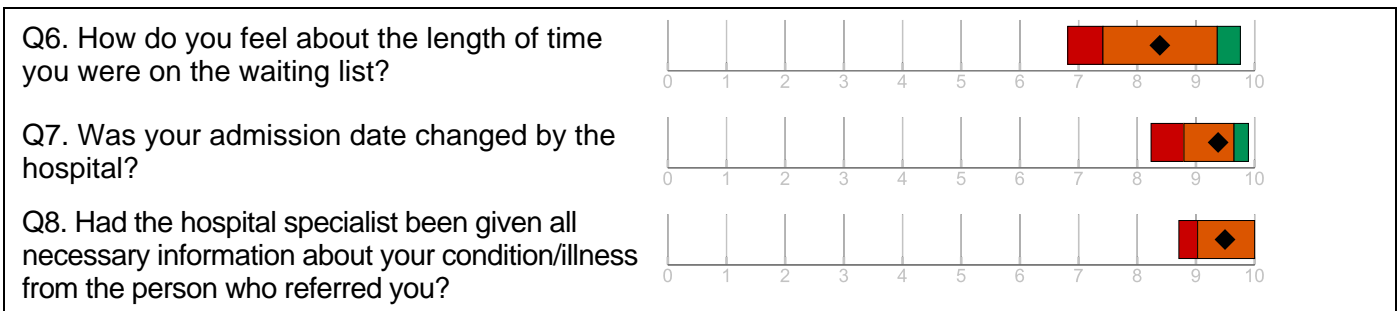 Q6. How do you feel about the length of time
you were on the waiting list?
0 1 2 3 4 5 6 7 8 9 10
Q7. Was your admission date changed by the
hospital?
0 1 2 3 4 5 6 7 8 9 10
Q8. Had the hospital specialist been given all
necessary information about your condition/illness
from the person who referred you?
0 1 2 3 4 5 6 7 8 9 10